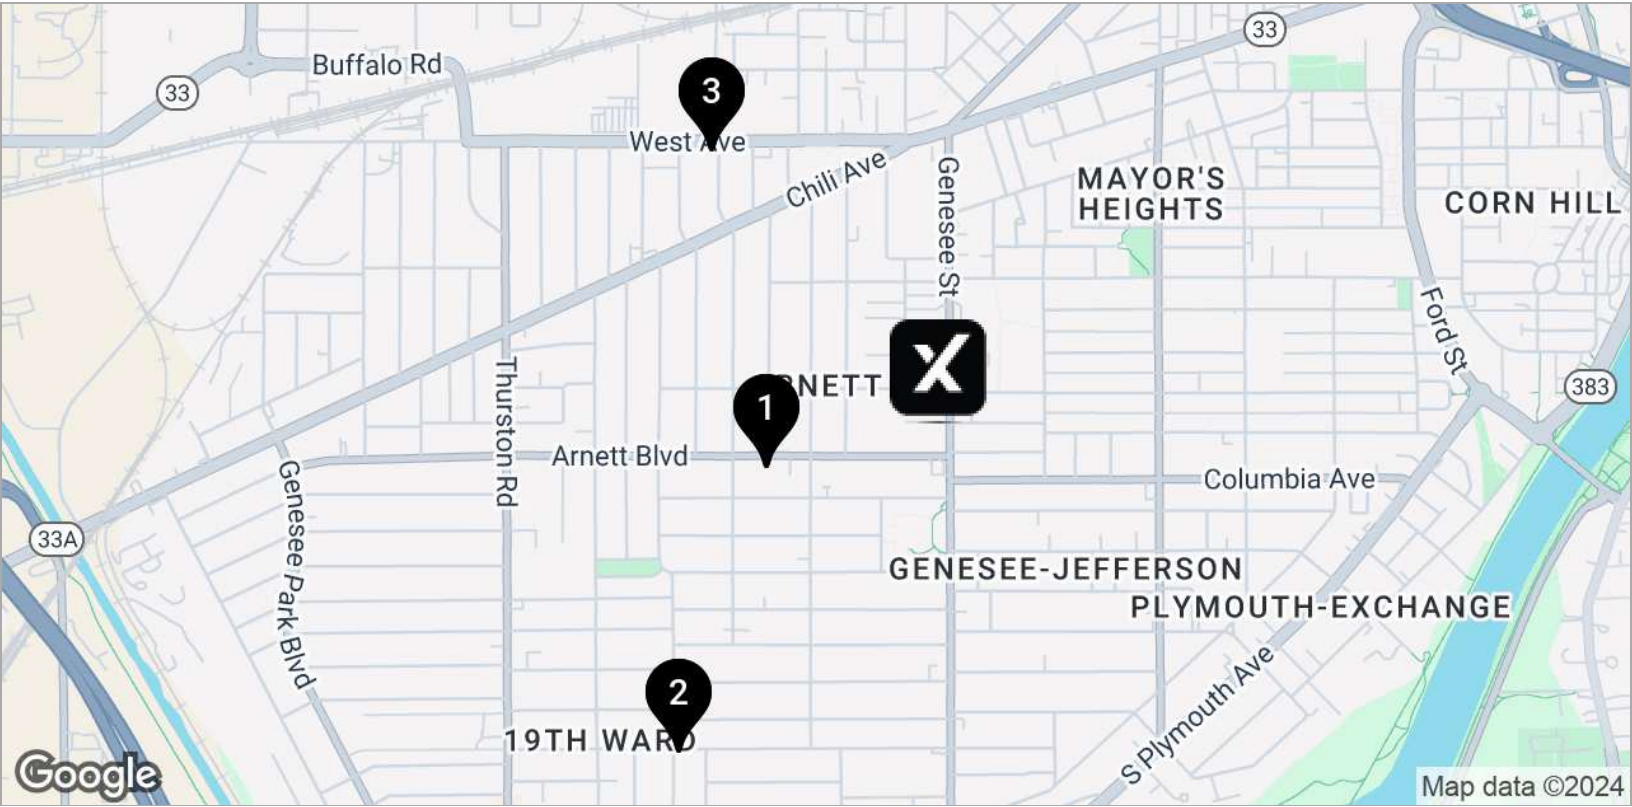 33
Buffalo Rd
33
3
West Ave
Chili Ave
Genesee St
MAYOR'S
HEIGHTS
CORN HILL
Ford St
X
383
1
Thurston Rd
Arnett Blvd
Columbia Ave
Genesee Park Blvd
33A
GENESEE-JEFFERSON
PLYMOUTH-EXCHANGE
2
19TH WARD
S Plymouth Ave
Google
Map data ©2024